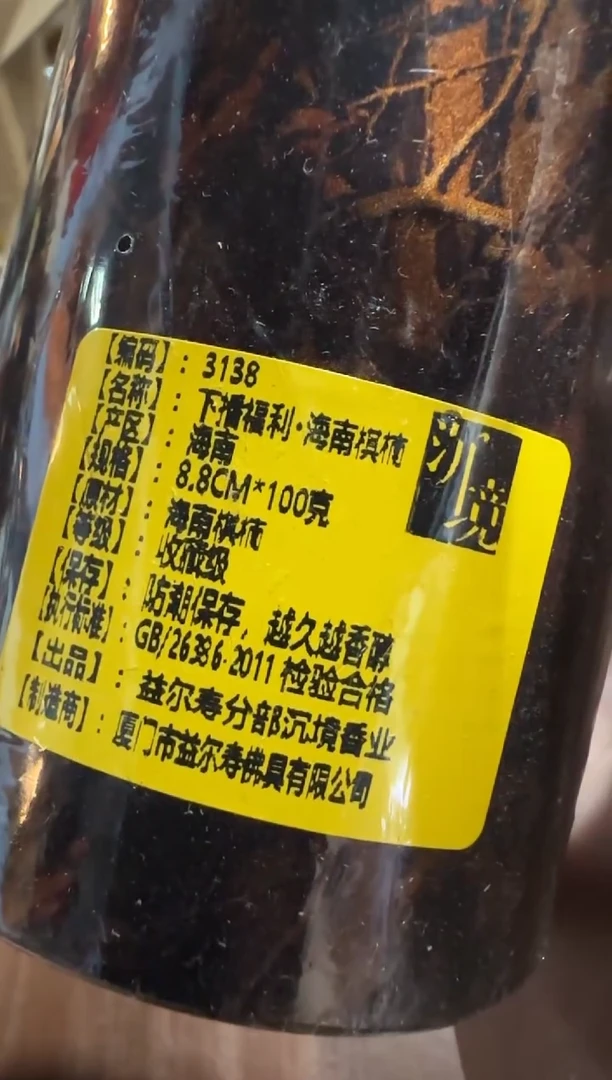 【编码】：3138
【名称】：下播福利·海南棋楠
【产区】：海南
【规格】：8.8CM*100克
【原材】：海南棋楠
【等级】：收藏级
【保存】：防潮保存，越久越香醇
【执行标准】：GB/26386-2011 检验合格
【出品】：益尔寿分部沉境香业
【制造商】：厦门市益尔寿佛具有限公司
沉境